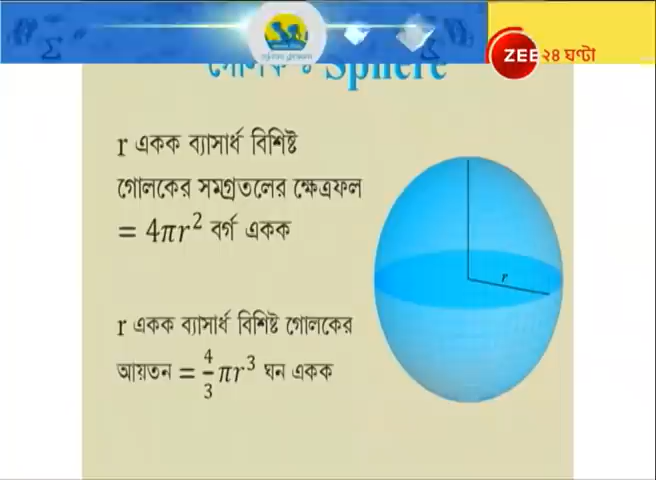 ZEE ২৪ ঘণ্টা
গোলক : Sphere
r একক ব্যাসার্ধ বিশিষ্ট
গোলকের সমগ্রতলের ক্ষেত্রফল
= 4πr² বর্গ একক
r
r একক ব্যাসার্ধ বিশিষ্ট গোলকের
আয়তন = 4/3 πr³ ঘন একক